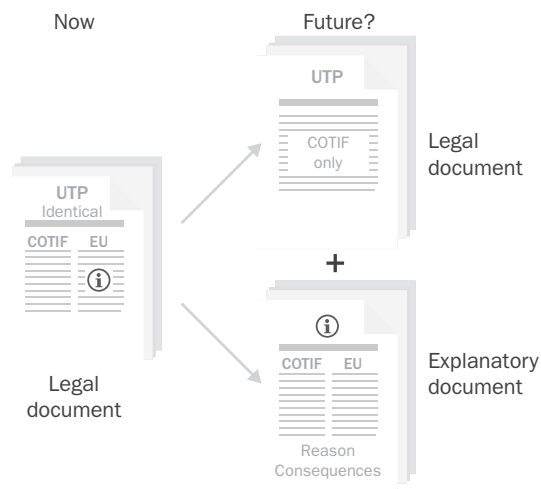 Now
Future?
UTP
COTIF
only
Legal
document
UTP
Identical
COTIF EU
i
Legal
document
+
i
COTIF EU
Reason
Consequences
Explanatory
document